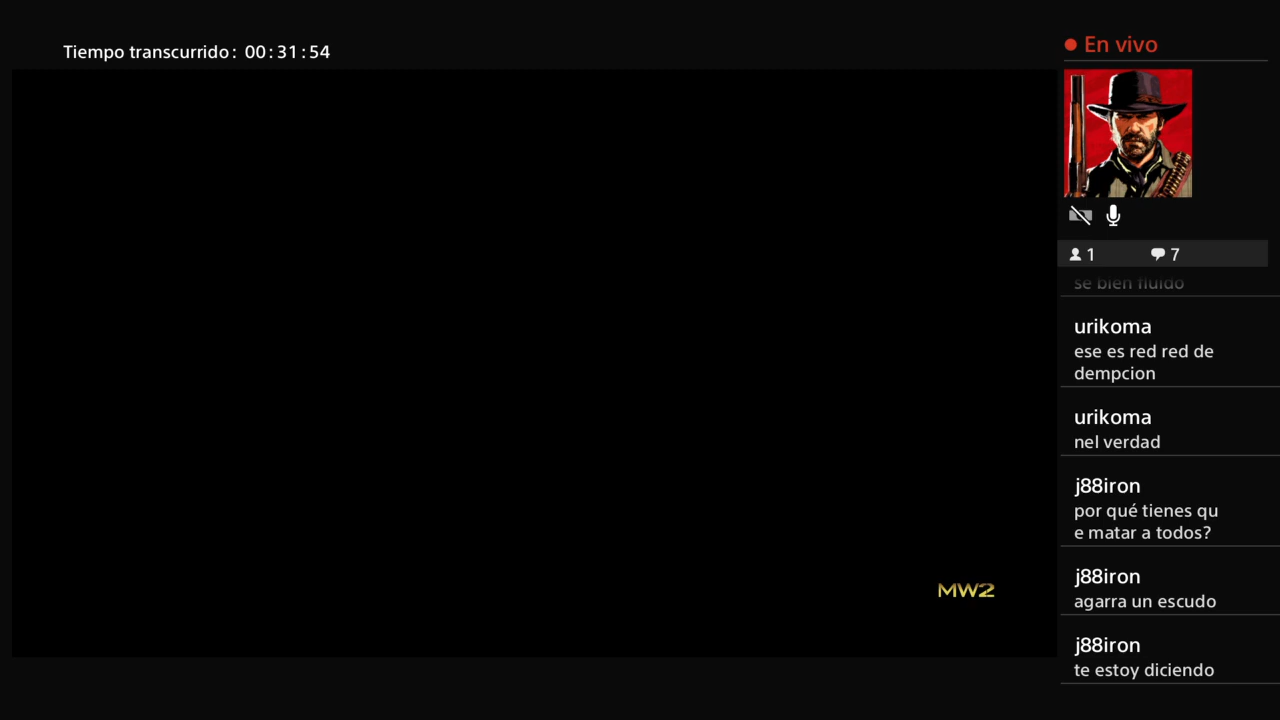 Tiempo transcurrido: 00:31:54
En vivo
1 7
se bien fluido
urikoma
ese es red red de
dempcion
urikoma
nel verdad
j88iron
por qué tienes qu
e matar a todos?
j88iron
agarra un escudo
j88iron
te estoy diciendo
MW2